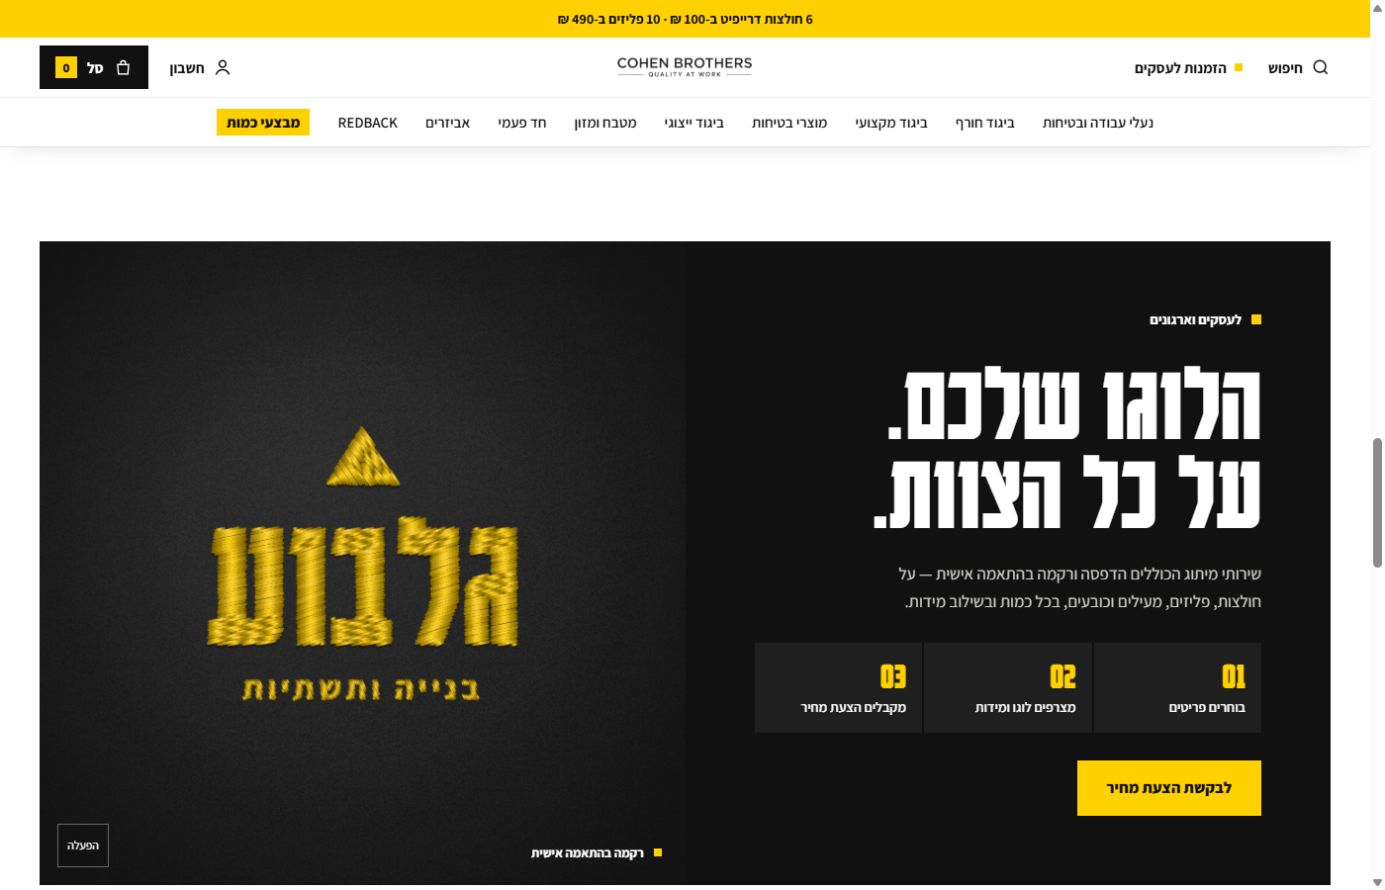 6 חולצות דרייפיט ב-100 ₪ · 10 פליזים ב-490 ₪
חיפוש
הזמנות לעסקים
COHEN BROTHERS
QUALITY AT WORK
חשבון
סל 0
נעלי עבודה ובטיחות
ביגוד חורף
ביגוד מקצועי
מוצרי בטיחות
ביגוד ייצוגי
מטבח ומזון
חד פעמי
אביזרים
REDBACK
מבצעי כמות
לעסקים וארגונים
הלוגו שלכם.
על כל הצוות.
שירותי מיתוג הכוללים הדפסה ורקמה בהתאמה אישית — על
חולצות, פליזים, מעילים וכובעים, בכל כמות ובשילוב מידות.
01
בוחרים פריטים
02
מצרפים לוגו ומידות
03
מקבלים הצעת מחיר
לבקשת הצעת מחיר
גלבוע
בנייה ותשתיות
רקמה בהתאמה אישית
הפעלה